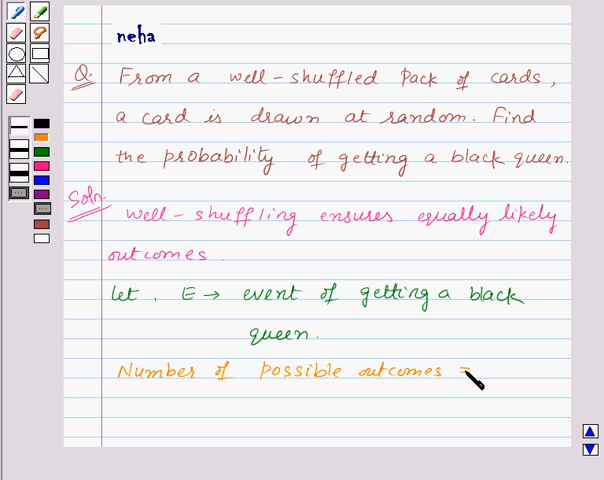 neha
Q. From a well-shuffled pack of cards,
a card is drawn at random. Find
the probability of getting a black queen.
Soln. Well-shuffling ensures equally likely
outcomes.
Let, E → event of getting a black
queen.
Number of possible outcomes =